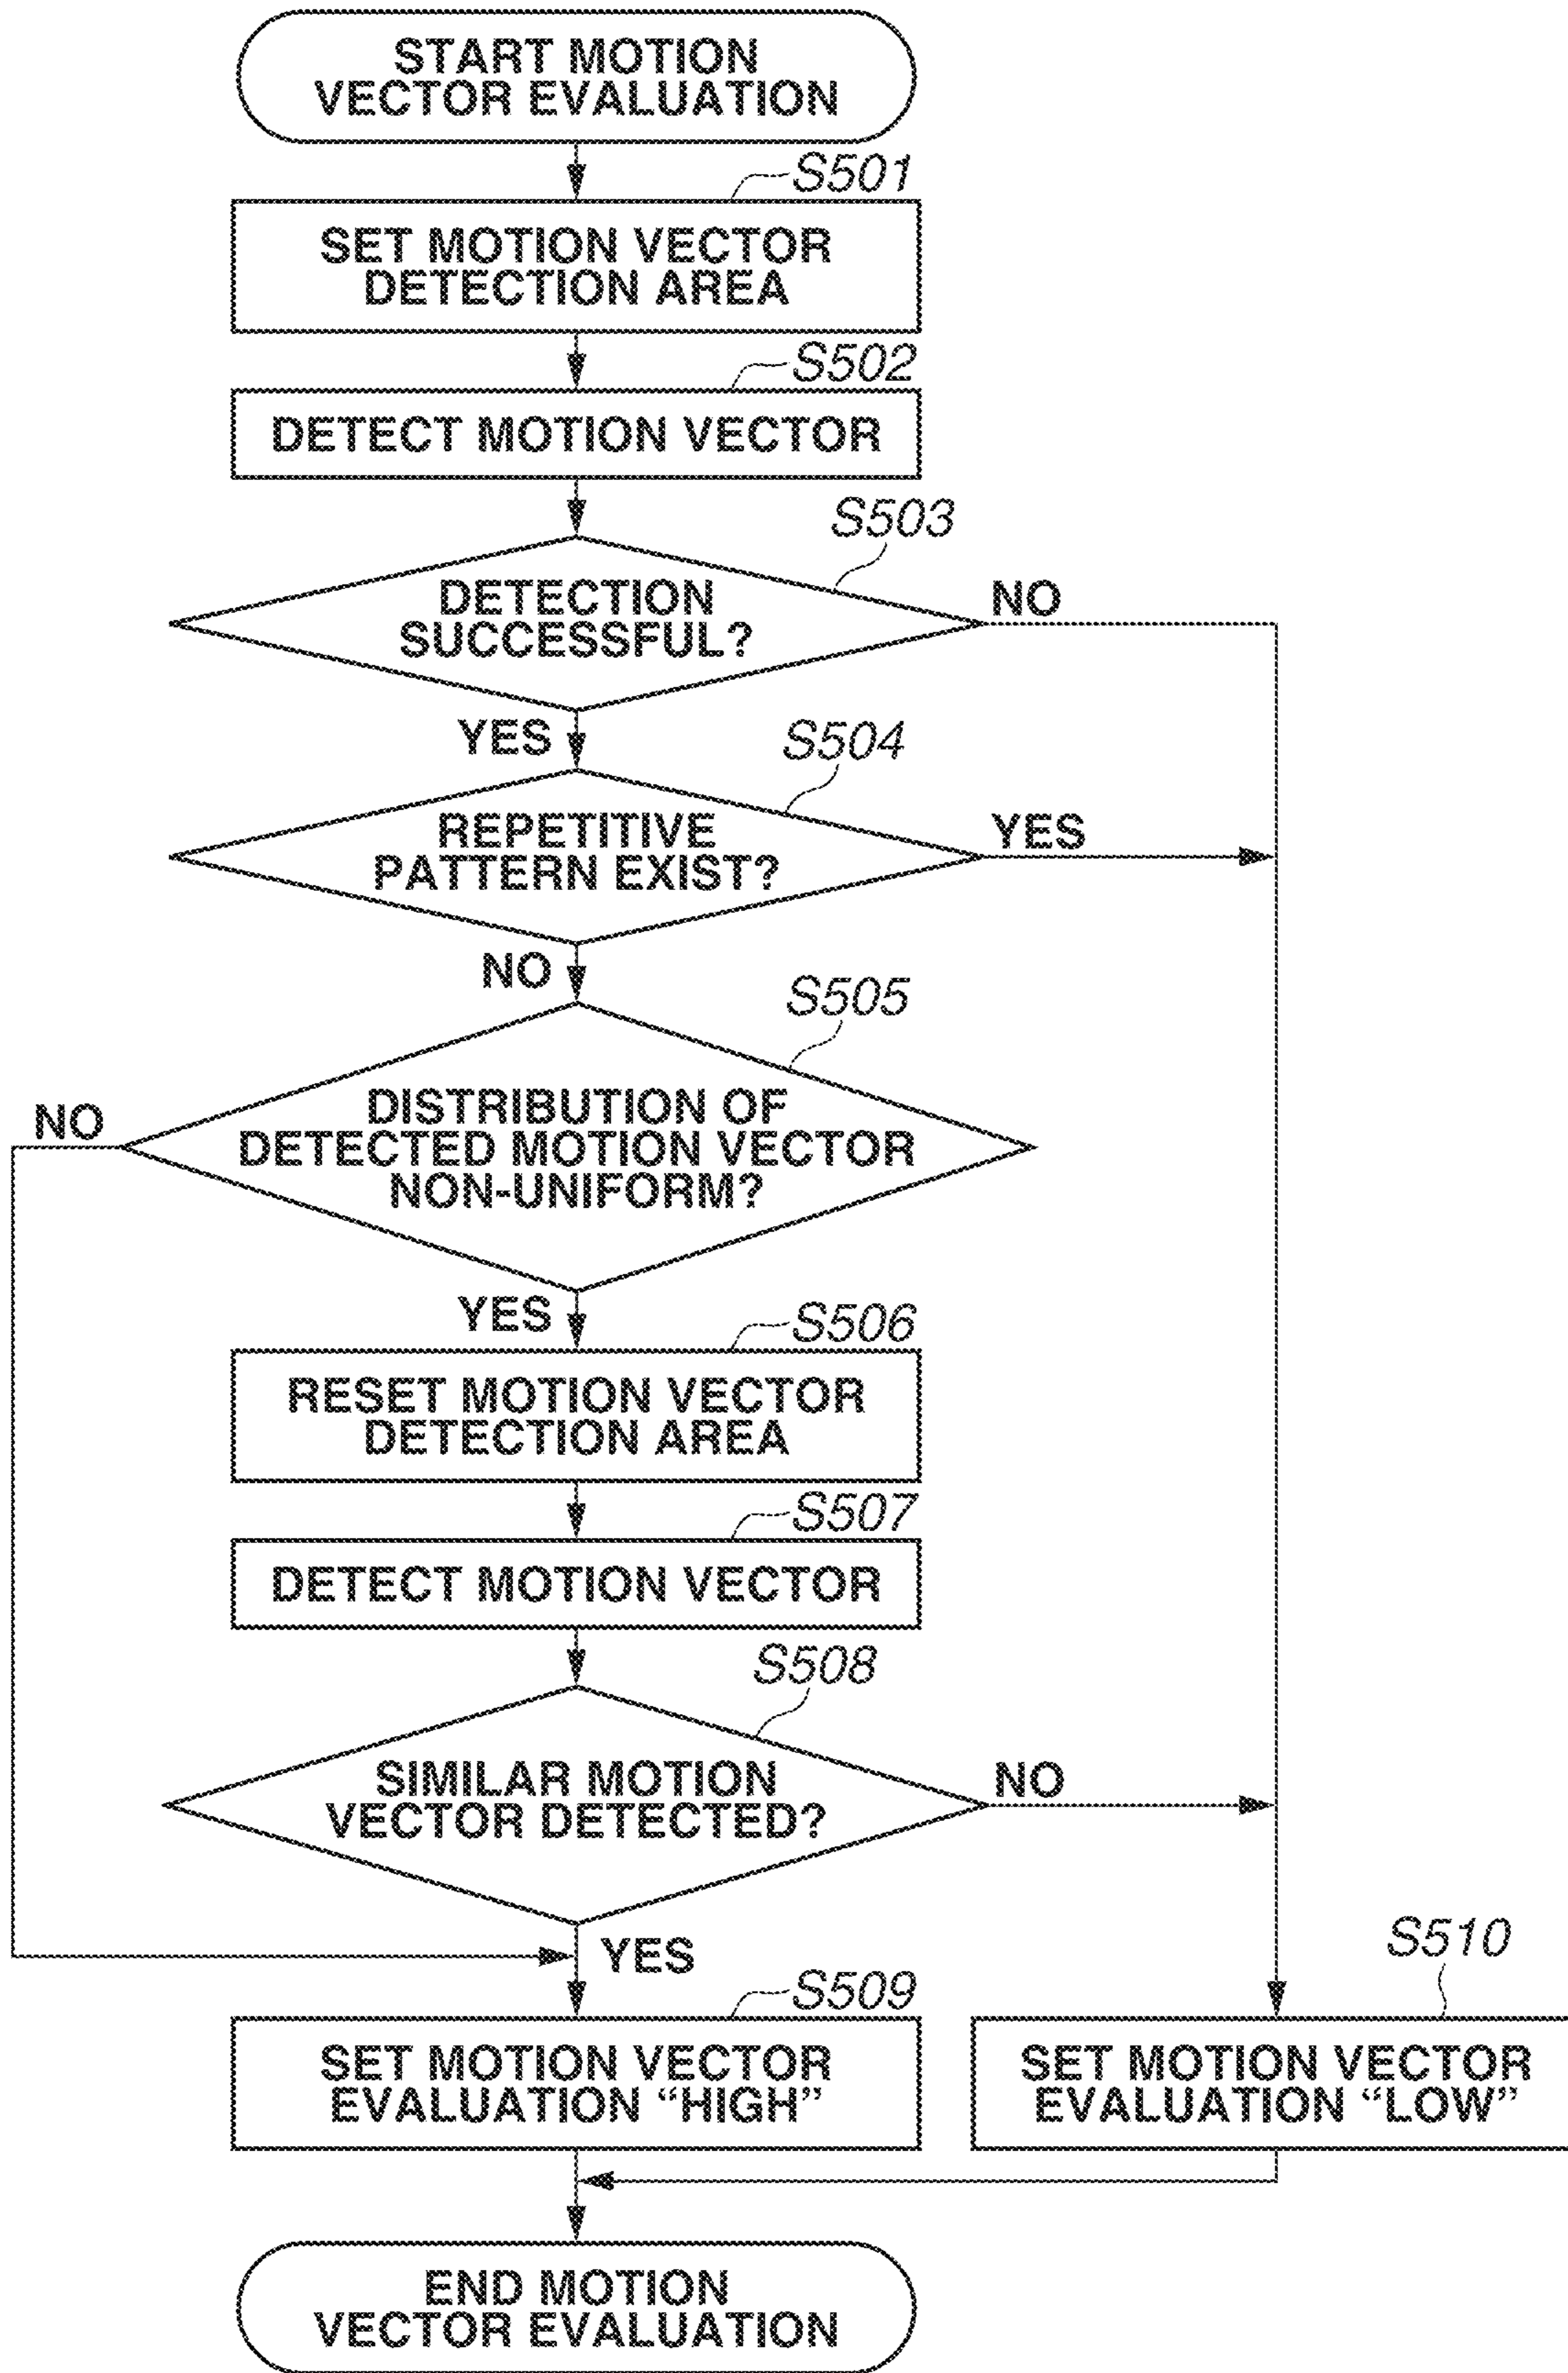 START MOTION
VECTOR EVALUATION
S501
SET MOTION VECTOR
DETECTION AREA
S502
DETECT MOTION VECTOR
S503
DETECTION
SUCCESSFUL?
NO
YES
S504
REPETITIVE
PATTERN EXIST?
YES
NO
S505
NO
DISTRIBUTION OF
DETECTED MOTION VECTOR
NON-UNIFORM?
YES
S506
RESET MOTION VECTOR
DETECTION AREA
S507
DETECT MOTION VECTOR
S508
SIMILAR MOTION
VECTOR DETECTED?
NO
YES
S509
SET MOTION VECTOR
EVALUATION “HIGH”
S510
SET MOTION VECTOR
EVALUATION “LOW”
END MOTION
VECTOR EVALUATION